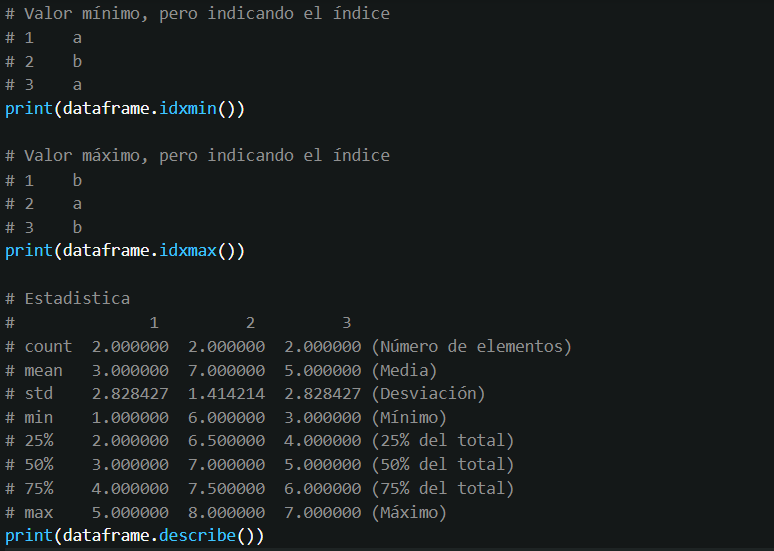 # Valor mínimo, pero indicando el índice
# 1    a
# 2    b
# 3    a
print(dataframe.idxmin())

# Valor máximo, pero indicando el índice
# 1    b
# 2    a
# 3    b
print(dataframe.idxmax())

# Estadistica
#              1         2         3
# count  2.000000  2.000000  2.000000 (Número de elementos)
# mean   3.000000  7.000000  5.000000 (Media)
# std    2.828427  1.414214  2.828427 (Desviación)
# min    1.000000  6.000000  3.000000 (Mínimo)
# 25%    2.000000  6.500000  4.000000 (25% del total)
# 50%    3.000000  7.000000  5.000000 (50% del total)
# 75%    4.000000  7.500000  6.000000 (75% del total)
# max    5.000000  8.000000  7.000000 (Máximo)
print(dataframe.describe())